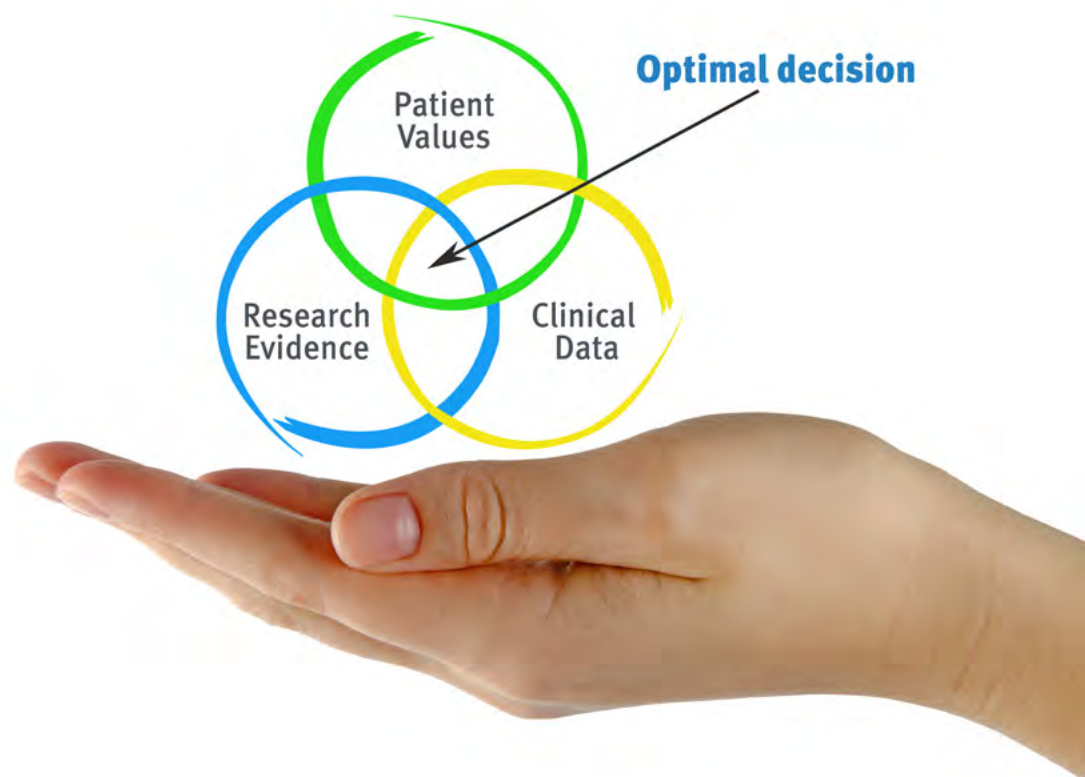 Optimal decision
Patient
Values
Research
Evidence
Clinical
Data